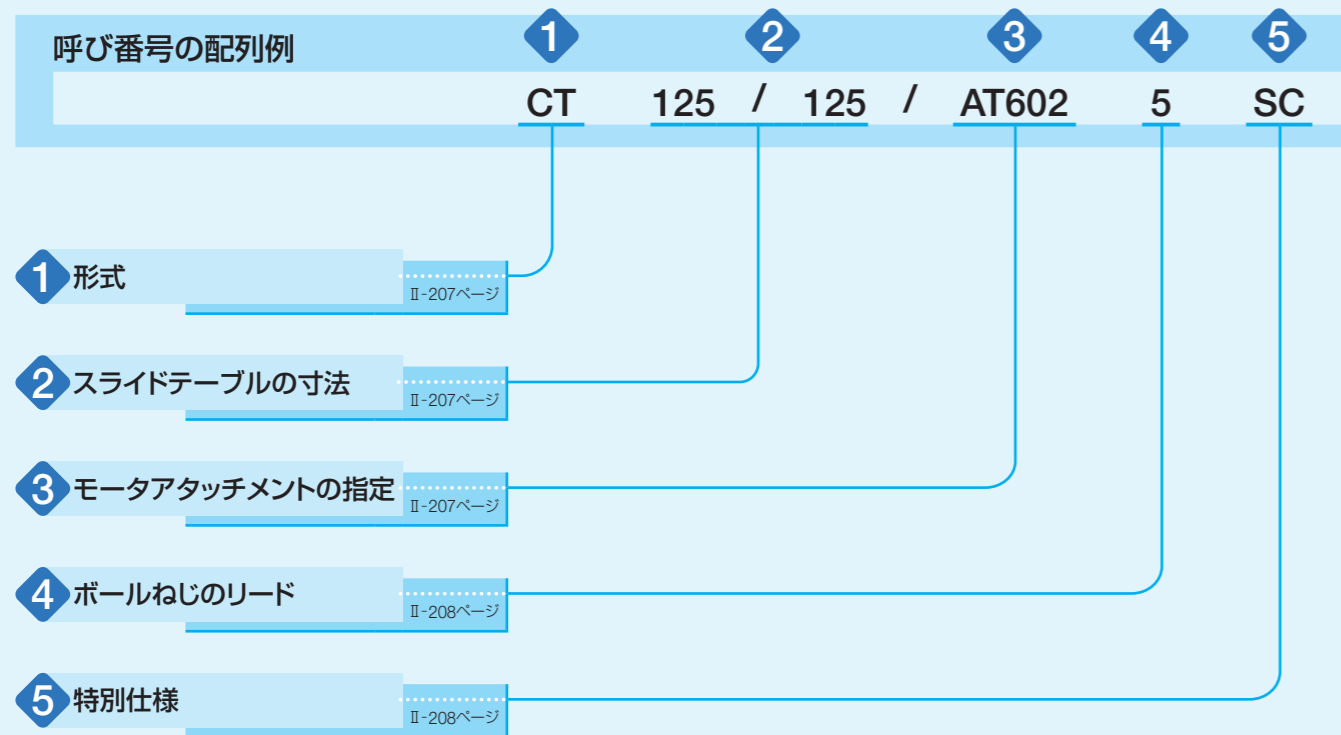 1 2 3 4 5
呼び番号の配列例
CT 125 / 125 / AT602 5 SC
1 形式
Ⅱ-207ページ
2 スライドテーブルの寸法
Ⅱ-207ページ
3 モータアタッチメントの指定
Ⅱ-207ページ
4 ボールねじのリード
Ⅱ-208ページ
5 特別仕様
Ⅱ-208ページ